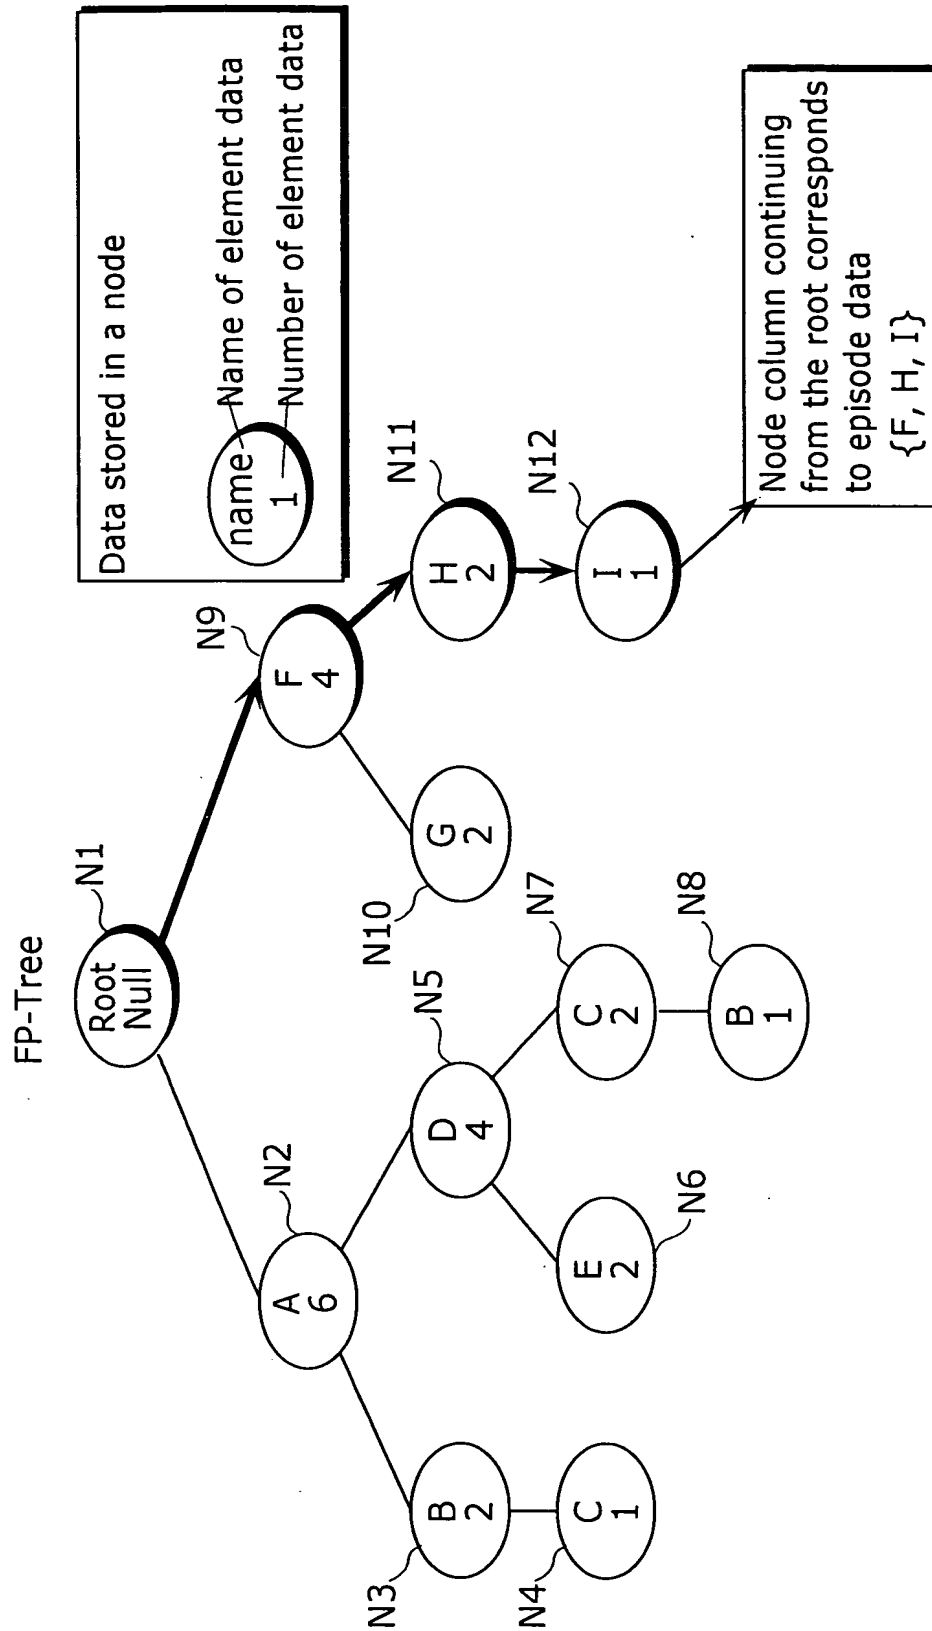 FP-Tree
Data stored in a node
name
1
Name of element data
Number of element data
Root
Null
N1
A
6
N2
F
4
N9
B
2
N3
D
4
N5
G
2
N10
H
2
N11
C
1
N4
E
2
N6
C
2
N7
I
1
N12
B
1
N8
Node column continuing
from the root corresponds
to episode data
{F, H, I}